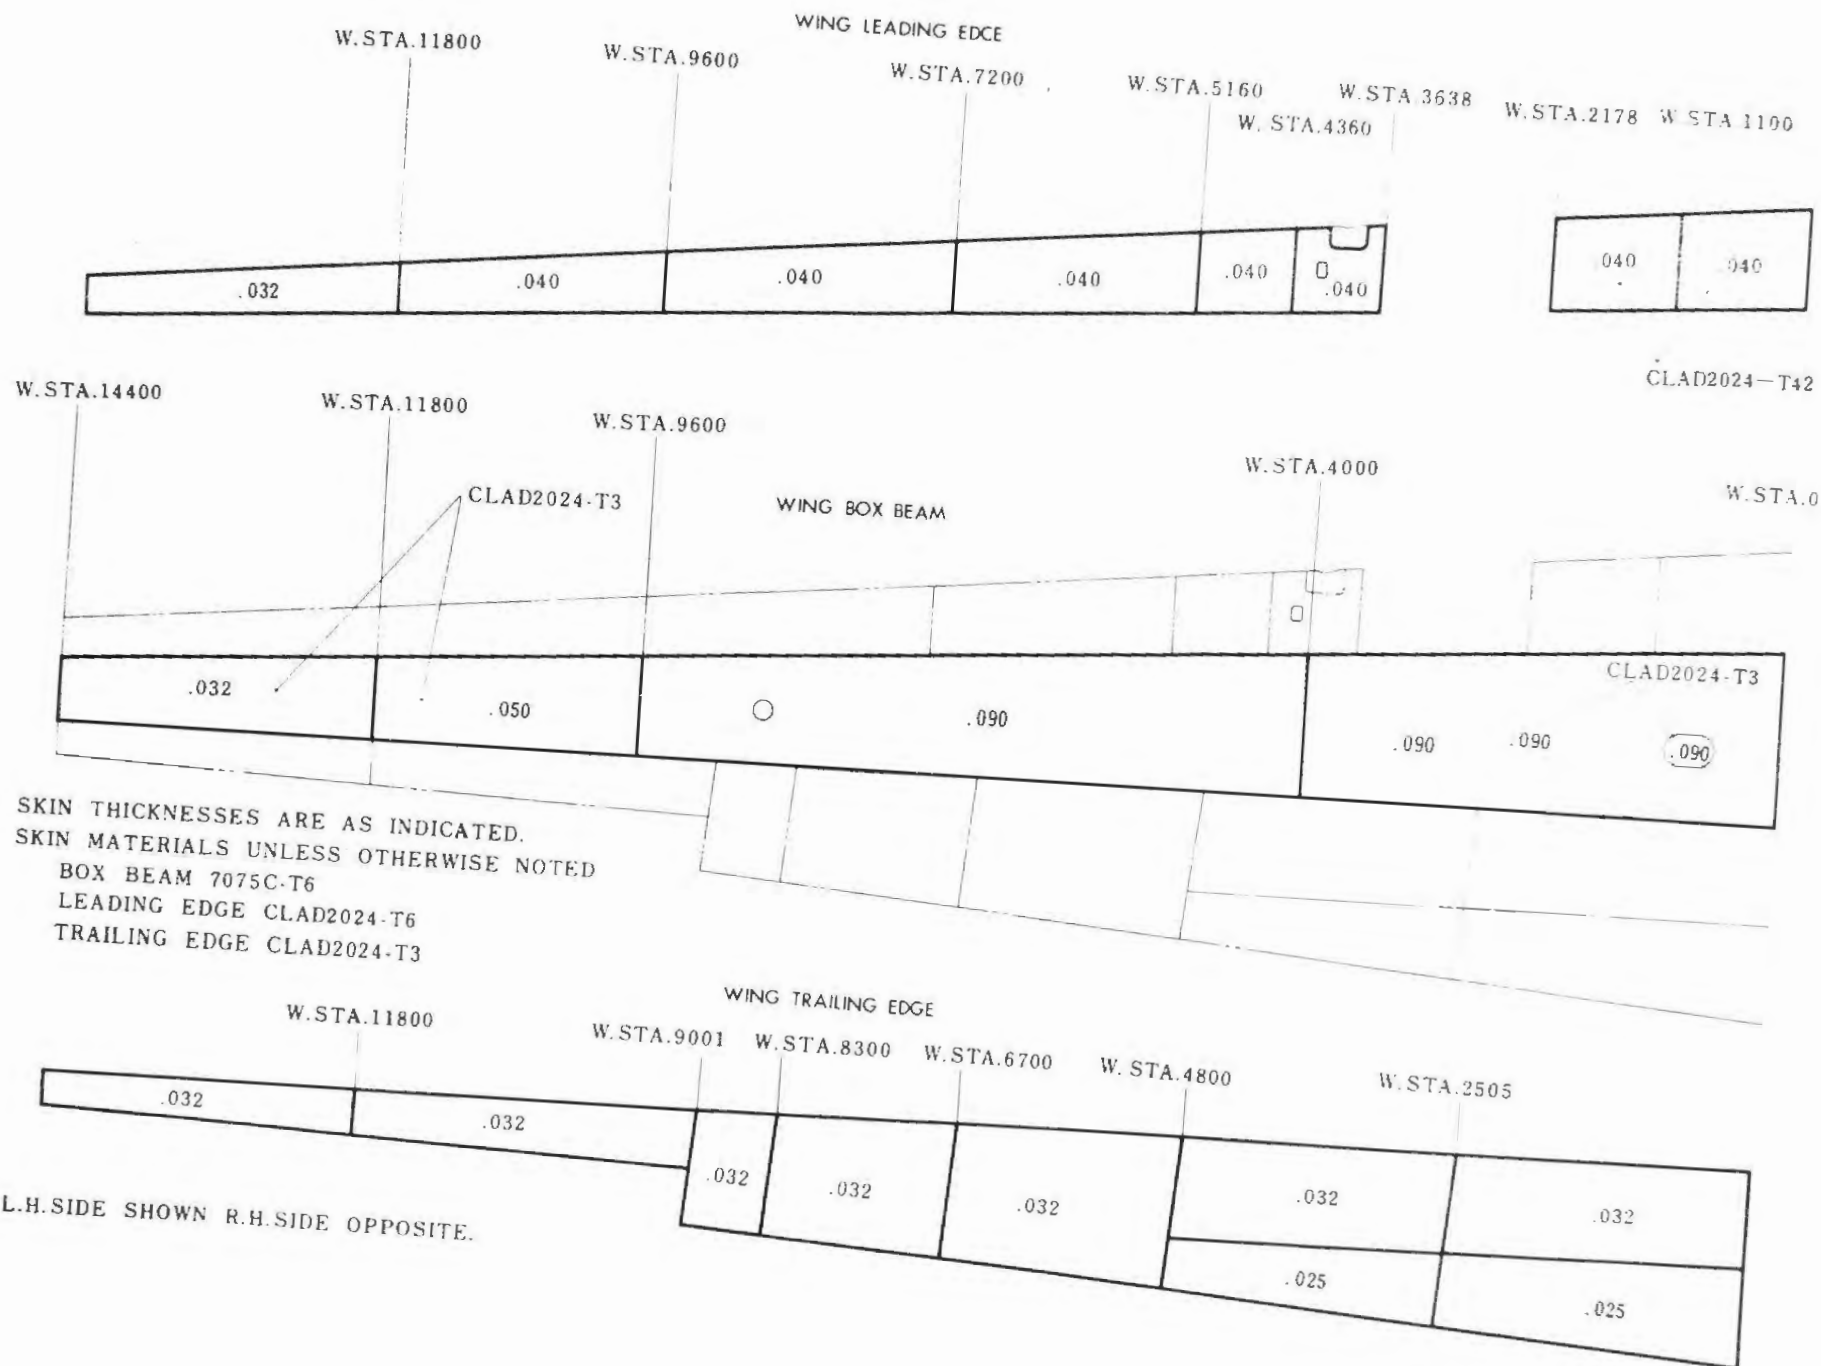 WING LEADING EDGE
W.STA.11800
W.STA.9600
W.STA.7200
W.STA.5160
W. STA.4360
W.STA 3638
W.STA.2178
W STA 1100
.032
.040
.040
.040
.040
.040
040
040
CLAD2024-T42
W.STA.14400
W.STA.11800
W.STA.9600
W.STA.4000
W.STA.0
CLAD2024-T3
WING BOX BEAM
CLAD2024-T3
.032
.050
.090
.090
.090
.090
SKIN THICKNESSES ARE AS INDICATED.
SKIN MATERIALS UNLESS OTHERWISE NOTED
BOX BEAM 7075C-T6
LEADING EDGE CLAD2024-T6
TRAILING EDGE CLAD2024-T3
WING TRAILING EDGE
W.STA.11800
W.STA.9001
W.STA.8300
W.STA.6700
W. STA.4800
W.STA.2505
.032
.032
.032
.032
.032
.032
.032
.025
.025
L.H.SIDE SHOWN R.H.SIDE OPPOSITE.